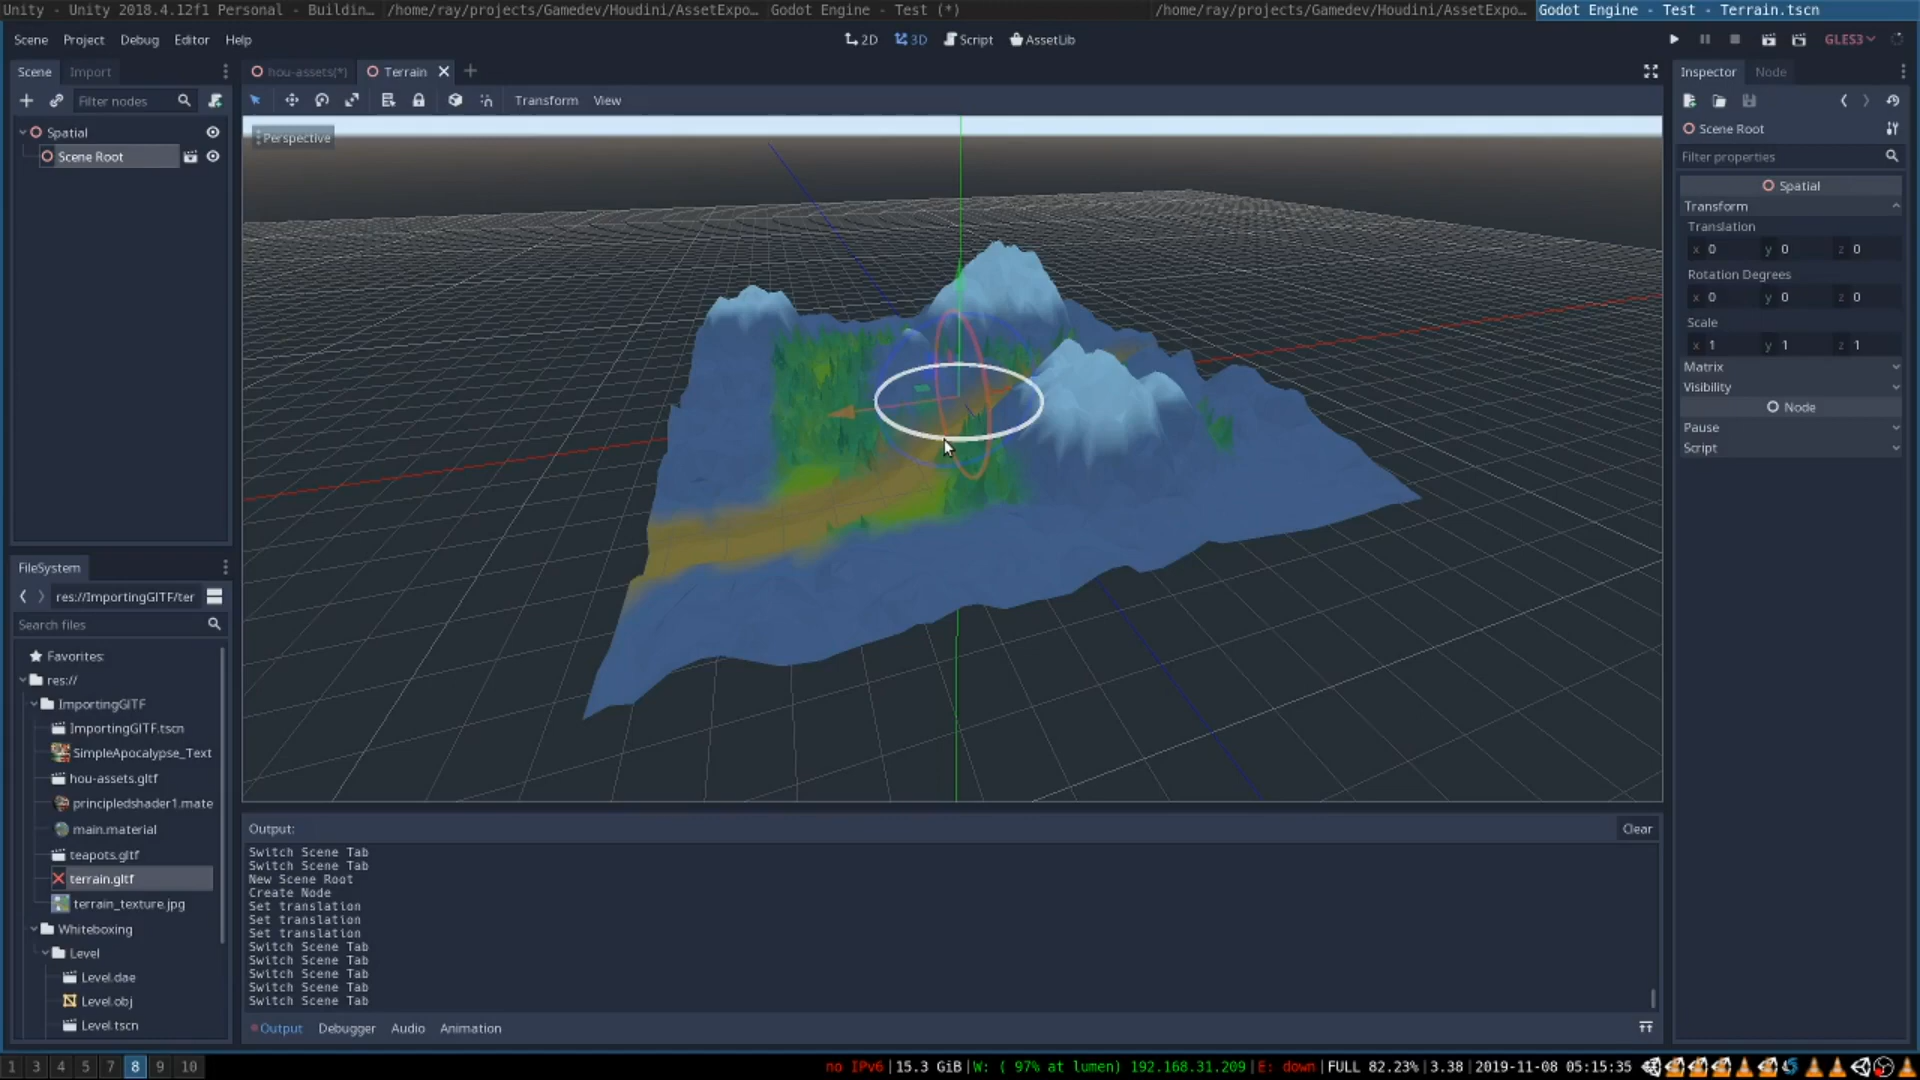 Unity - Unity 2018.4.12f1 Personal - Buildin…
/home/ray/projects/Gamedev/Houdini/AssetExpo…
Godot Engine - Test (*)
/home/ray/projects/Gamedev/Houdini/AssetExpo…
Godot Engine - Test - Terrain.tscn
Scene Project Debug Editor Help
2D 3D Script AssetLib
GLES3
Scene Import
hou-assets(*) Terrain
Inspector Node
Filter nodes
Transform View
Spatial
Scene Root
Perspective
Scene Root
Filter properties
Spatial
Transform
Translation
x 0 y 0 z 0
Rotation Degrees
x 0 y 0 z 0
Scale
x 1 y 1 z 1
Matrix
Visibility
Node
Pause
Script
FileSystem
res://ImportingGlTF/ter
Search files
Favorites:
res://
ImportingGlTF
ImportingGlTF.tscn
SimpleApocalypse_Text
hou-assets.gltf
principledshader1.mate
main.material
teapots.gltf
terrain.gltf
terrain_texture.jpg
Whiteboxing
Level
Level.dae
Level.obj
Level.tscn
Output:
Clear
Switch Scene Tab
Switch Scene Tab
New Scene Root
Create Node
Set translation
Set translation
Set translation
Switch Scene Tab
Switch Scene Tab
Switch Scene Tab
Switch Scene Tab
Switch Scene Tab
Output Debugger Audio Animation
1 3 4 5 7 8 9 10
no IPv6|15.3 GiB|W: ( 97% at lumen) 192.168.31.209|E: down|FULL 82.23%|3.38|2019-11-08 05:15:35